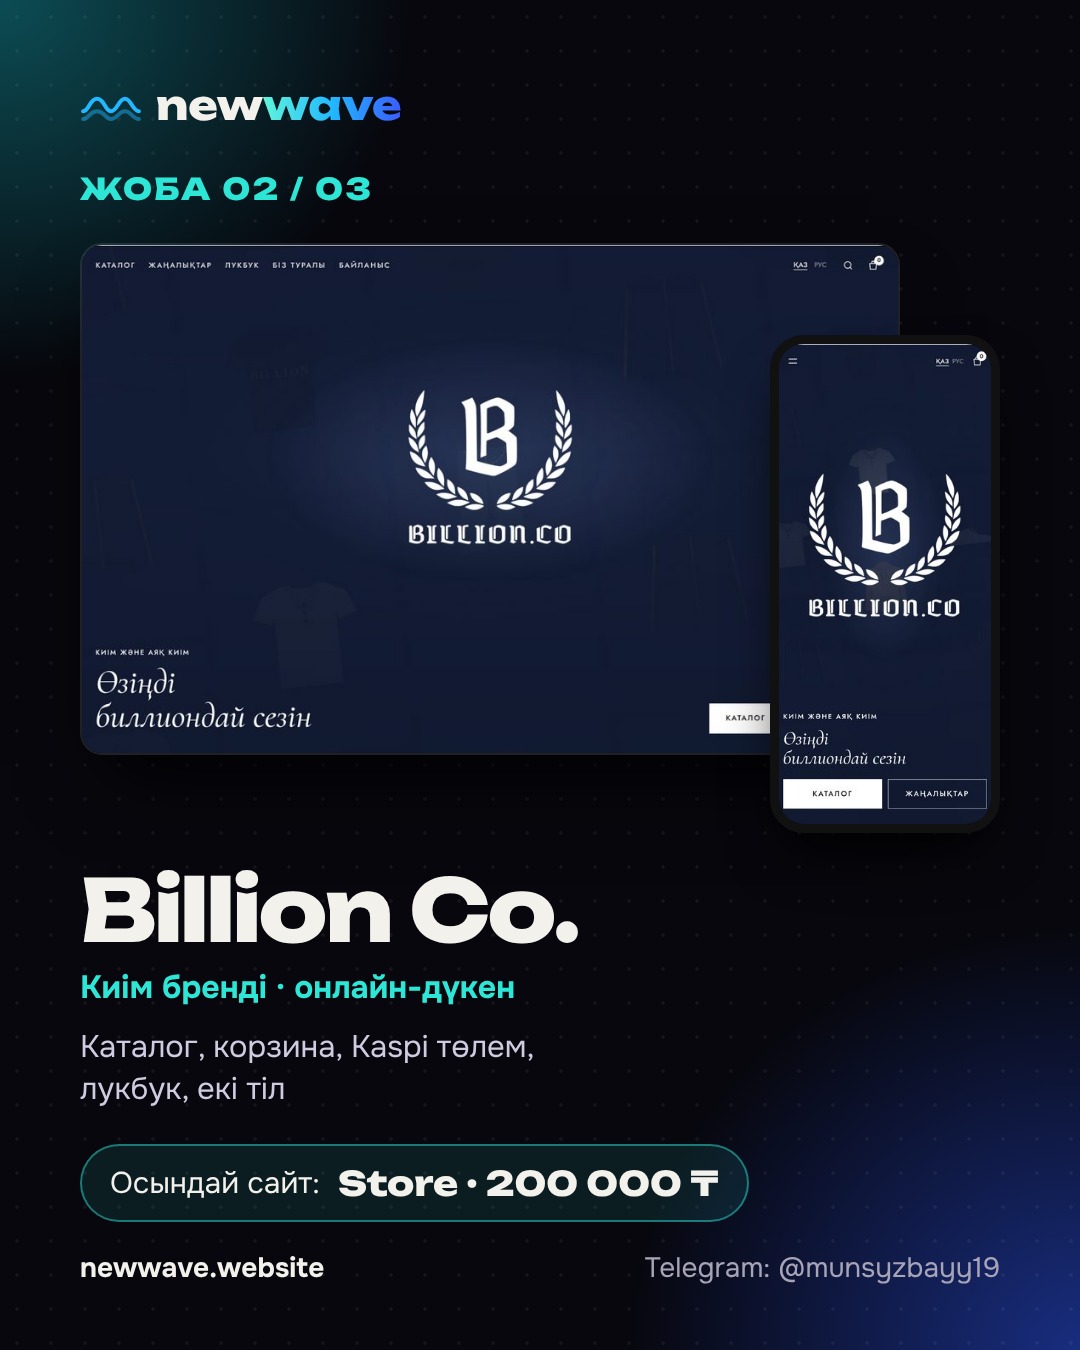 newwave
ЖОБА 02 / 03
КАТАЛОГ ЖАҢАЛЫҚТАР ЛУКБУК БІЗ ТУРАЛЫ БАЙЛАНЫС ҚАЗ РУС 0
B
BILLION.CO
КИІМ ЖӘНЕ АЯҚ КИІМ
Өзіңді
биллиондай сезін
КАТАЛОГ
ҚАЗ РУС 0
B
BILLION.CO
КИІМ ЖӘНЕ АЯҚ КИІМ
Өзіңді
биллиондай сезін
КАТАЛОГ ЖАҢАЛЫҚТАР
Billion Co.
Киім бренді · онлайн-дүкен
Каталог, корзина, Kaspi төлем,
лукбук, екі тіл
Осындай сайт: Store · 200 000 ₸
newwave.website Telegram: @munsyzbayy19